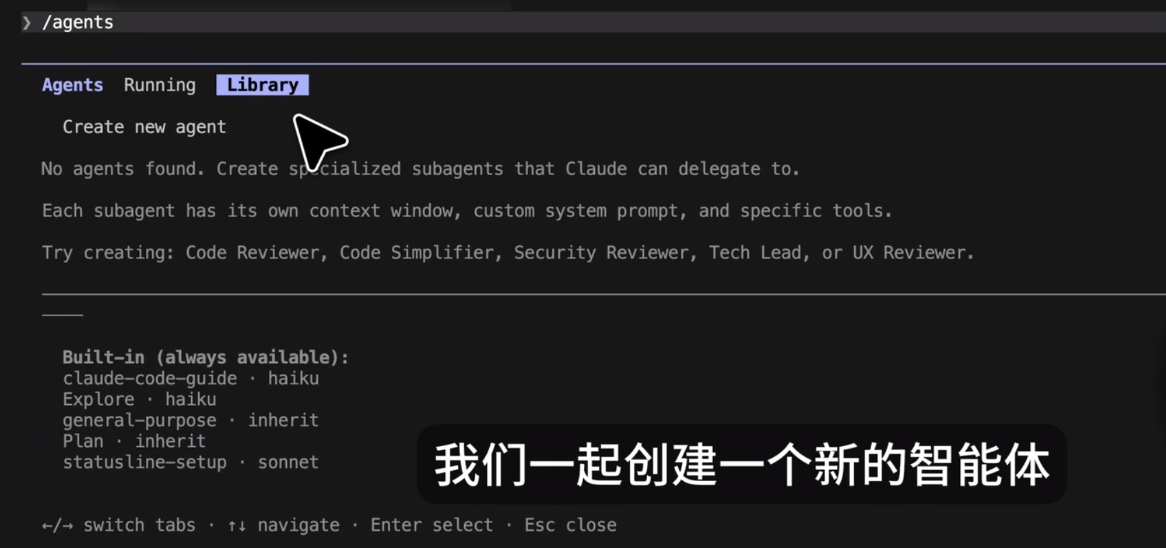 ❯ /agents
Agents Running Library
Create new agent
No agents found. Create specialized subagents that Claude can delegate to.
Each subagent has its own context window, custom system prompt, and specific tools.
Try creating: Code Reviewer, Code Simplifier, Security Reviewer, Tech Lead, or UX Reviewer.
Built-in (always available):
claude-code-guide · haiku
Explore · haiku
general-purpose · inherit
Plan · inherit
statusline-setup · sonnet
我们一起创建一个新的智能体
←/→ switch tabs · ↑↓ navigate · Enter select · Esc close